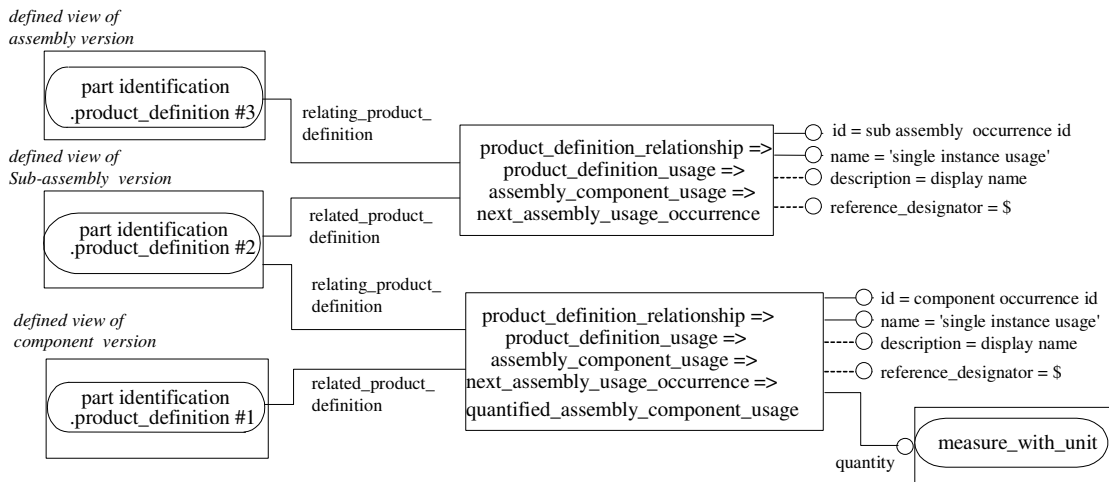 defined view of
assembly version
part identification
.product_definition #3
relating_product_
definition
product_definition_relationship =>
product_definition_usage =>
assembly_component_usage =>
next_assembly_usage_occurrence
id = sub assembly occurrence id
name = 'single instance usage'
description = display name
reference_designator = $
defined view of
Sub-assembly version
part identification
.product_definition #2
related_product_
definition
relating_product_
definition
product_definition_relationship =>
product_definition_usage =>
assembly_component_usage =>
next_assembly_usage_occurrence =>
quantified_assembly_component_usage
id = component occurrence id
name = 'single instance usage'
description = display name
reference_designator = $
defined view of
component version
part identification
.product_definition #1
related_product_
definition
quantity
measure_with_unit